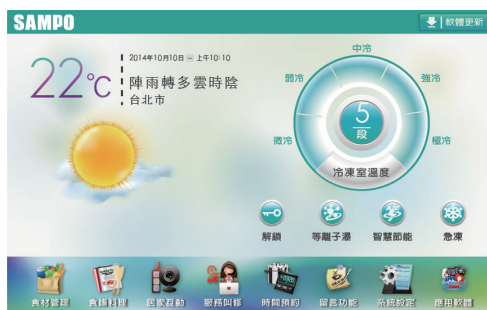 SAMPO
軟體更新
22°C
2014年10月10日 - 上午10:10
陣雨轉多雲時陰
台北市
中冷
弱冷
強冷
微冷
極冷
5
段
冷凍室溫度
解鎖
等離子瀑
智慧節能
急凍
食材管理
食譜料理
居家互動
服務叫修
時間預約
留言功能
系統設定
應用軟體